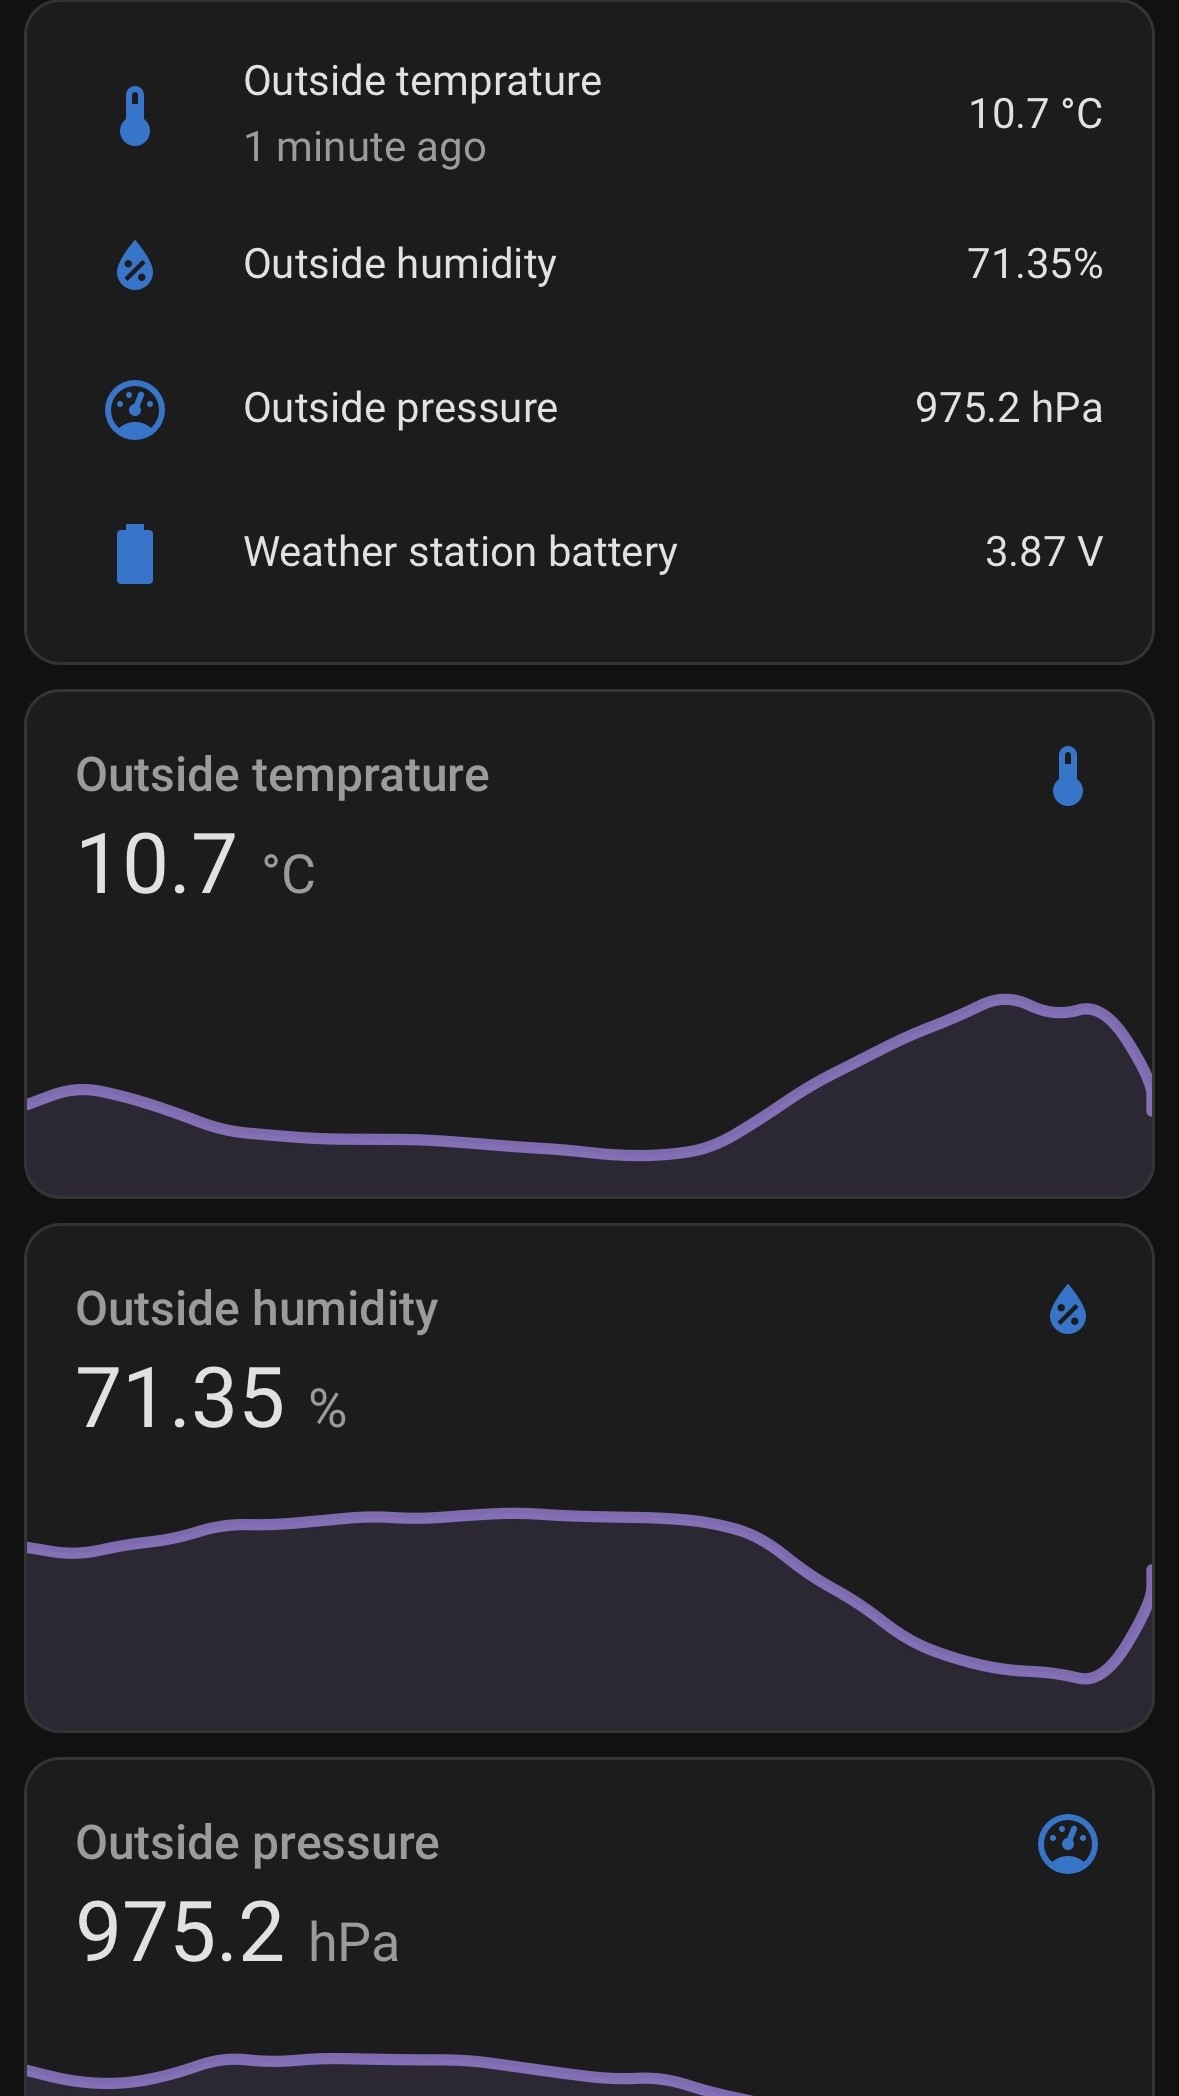 Outside temprature
1 minute ago
10.7 °C
Outside humidity
71.35%
Outside pressure
975.2 hPa
Weather station battery
3.87 V
Outside temprature
10.7 °C
Outside humidity
71.35 %
Outside pressure
975.2 hPa